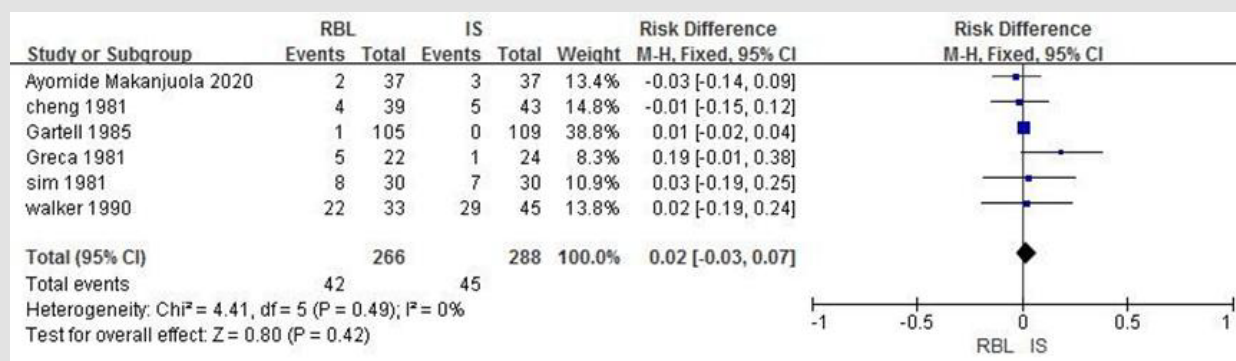 RBL IS Risk Difference Risk Difference
Study or Subgroup Events Total Events Total Weight M-H, Fixed, 95% CI M-H, Fixed, 95% CI
Ayomide Makanjuola 2020 2 37 3 37 13.4% -0.03 [-0.14, 0.09]
cheng 1981 4 39 5 43 14.8% -0.01 [-0.15, 0.12]
Gartell 1985 1 105 0 109 38.8% 0.01 [-0.02, 0.04]
Greca 1981 5 22 1 24 8.3% 0.19 [-0.01, 0.38]
sim 1981 8 30 7 30 10.9% 0.03 [-0.19, 0.25]
walker 1990 22 33 29 45 13.8% 0.02 [-0.19, 0.24]
Total (95% CI) 266 288 100.0% 0.02 [-0.03, 0.07]
Total events 42 45
Heterogeneity: Chi² = 4.41, df = 5 (P = 0.49); I² = 0%
Test for overall effect: Z = 0.80 (P = 0.42)
-1 -0.5 0 0.5 1
RBL IS